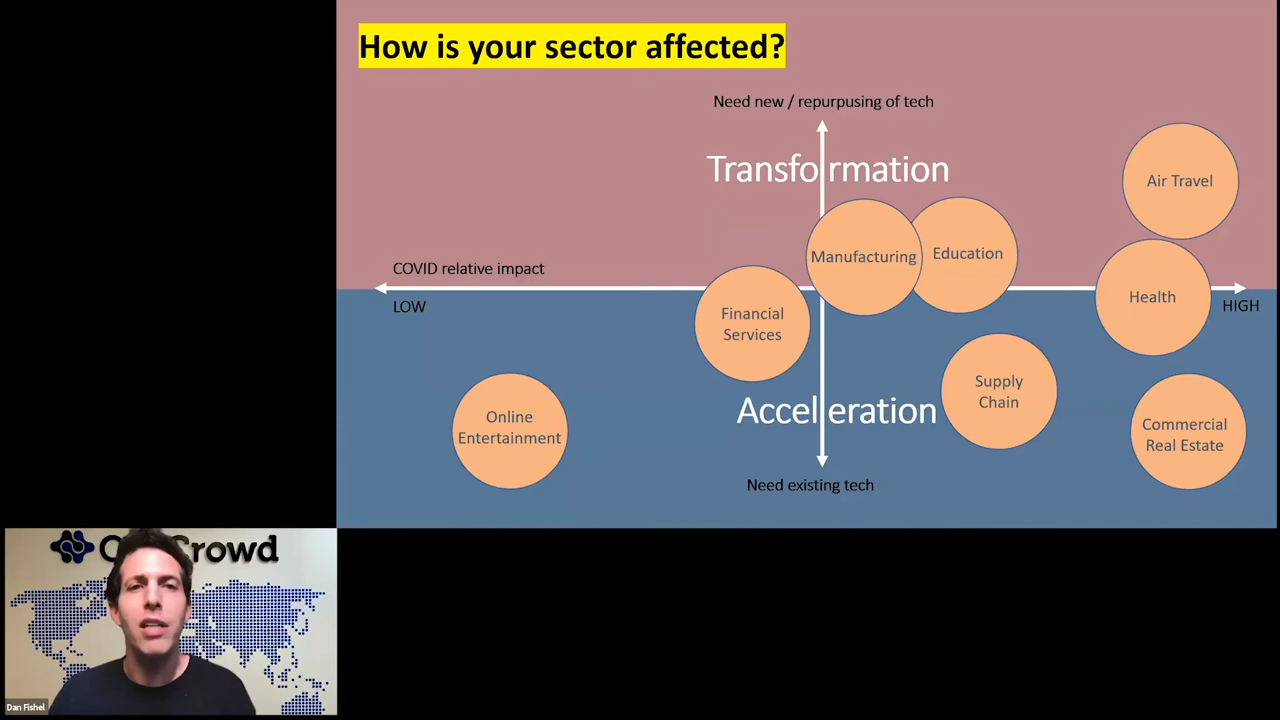 How is your sector affected?
Need new / repurpusing of tech
Transformation
Air Travel
Manufacturing
Education
COVID relative impact
LOW
Health
HIGH
Financial
Services
Supply
Chain
Acceleration
Online
Entertainment
Commercial
Real Estate
Need existing tech
Crowd
Dan Fishel